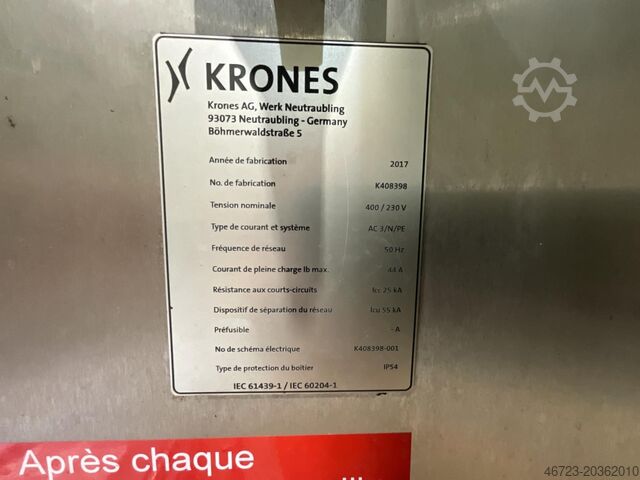 KRONES
Krones AG, Werk Neutraubling
93073 Neutraubling - Germany
Böhmerwaldstraße 5
Année de fabrication 2017
No. de fabrication K408398
Tension nominale 400 / 230 V
Type de courant et système AC 3/N/PE
Fréquence de réseau 50 Hz
Courant de pleine charge lb max. 44 A
Résistance aux courts-circuits Icc 25 kA
Dispositif de séparation du réseau Icu 55 kA
Préfusible - A
No de schéma électrique K408398-001
Type de protection du boîtier IP54
IEC 61439-1 / IEC 60204-1
Après chaque
46723-20362010